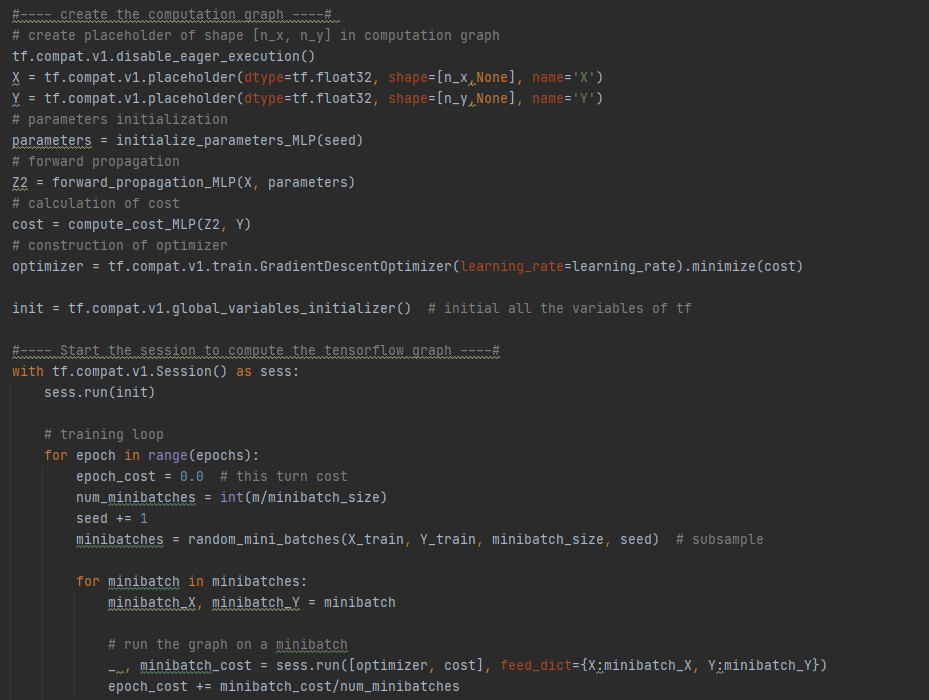 #---- create the computation graph ----#
# create placeholder of shape [n_x, n_y] in computation graph
tf.compat.v1.disable_eager_execution()
X = tf.compat.v1.placeholder(dtype=tf.float32, shape=[n_x,None], name='X')
Y = tf.compat.v1.placeholder(dtype=tf.float32, shape=[n_y,None], name='Y')
# parameters initialization
parameters = initialize_parameters_MLP(seed)
# forward propagation
Z2 = forward_propagation_MLP(X, parameters)
# calculation of cost
cost = compute_cost_MLP(Z2, Y)
# construction of optimizer
optimizer = tf.compat.v1.train.GradientDescentOptimizer(learning_rate=learning_rate).minimize(cost)
init = tf.compat.v1.global_variables_initializer()  # initial all the variables of tf
#---- Start the session to compute the tensorflow graph ----#
with tf.compat.v1.Session() as sess:
    sess.run(init)
    # training loop
    for epoch in range(epochs):
        epoch_cost = 0.0  # this turn cost
        num_minibatches = int(m/minibatch_size)
        seed += 1
        minibatches = random_mini_batches(X_train, Y_train, minibatch_size, seed)  # subsample
        for minibatch in minibatches:
            minibatch_X, minibatch_Y = minibatch
            # run the graph on a minibatch
            _, minibatch_cost = sess.run([optimizer, cost], feed_dict={X:minibatch_X, Y:minibatch_Y})
            epoch_cost += minibatch_cost/num_minibatches